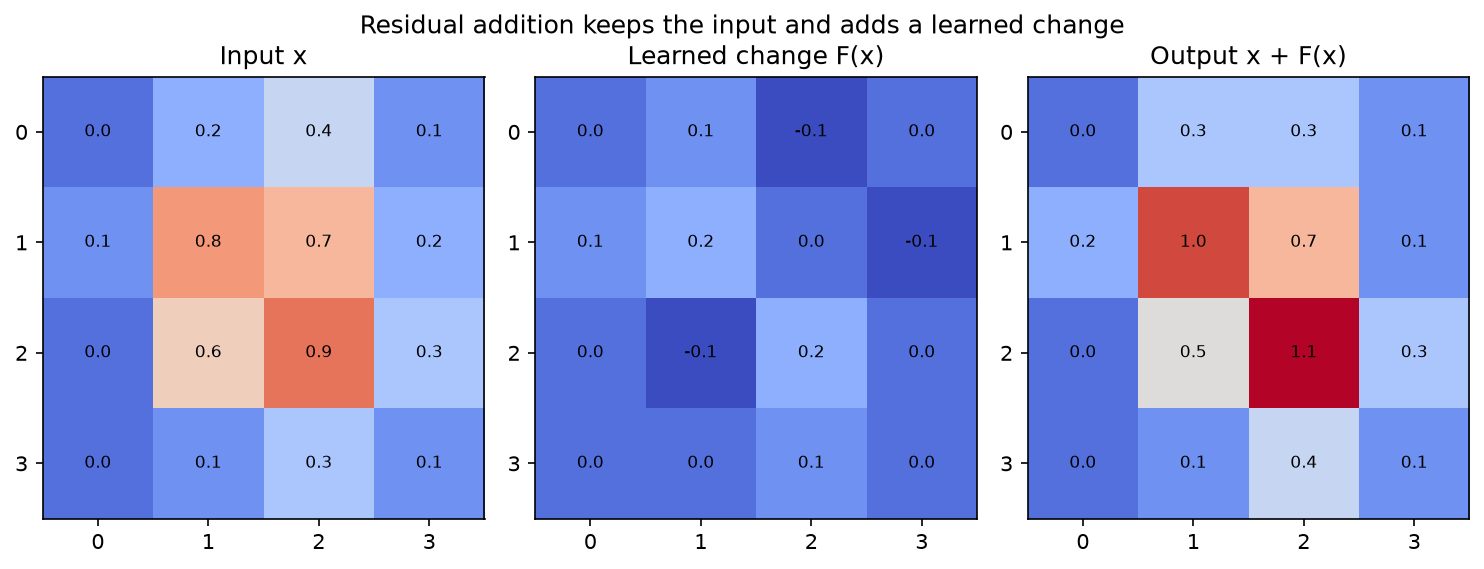 Residual addition keeps the input and adds a learned change
Input x
0 0.0 0.2 0.4 0.1
1 0.1 0.8 0.7 0.2
2 0.0 0.6 0.9 0.3
3 0.0 0.1 0.3 0.1
0 1 2 3
Learned change F(x)
0 0.0 0.1 -0.1 0.0
1 0.1 0.2 0.0 -0.1
2 0.0 -0.1 0.2 0.0
3 0.0 0.0 0.1 0.0
0 1 2 3
Output x + F(x)
0 0.0 0.3 0.3 0.1
1 0.2 1.0 0.7 0.1
2 0.0 0.5 1.1 0.3
3 0.0 0.1 0.4 0.1
0 1 2 3